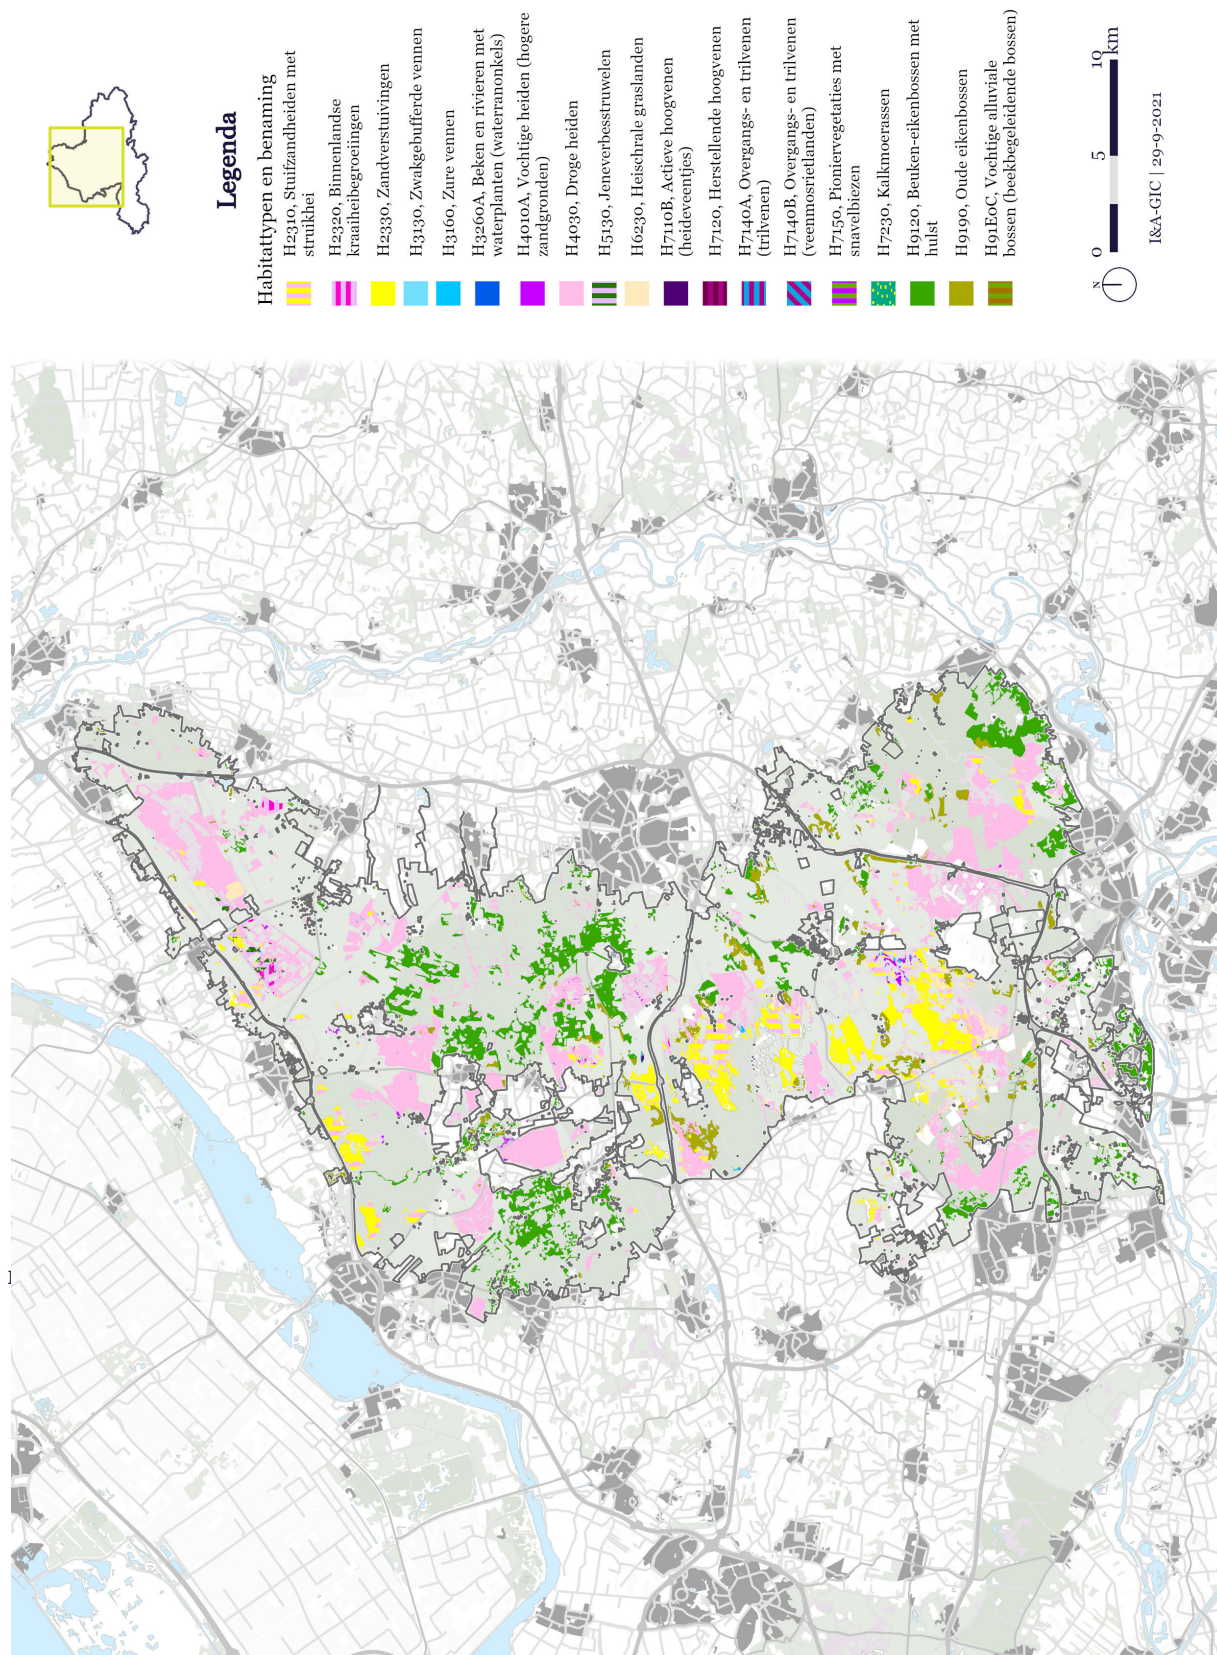 Legenda
Habitattypen en benaming
H2310, Stuifzandheiden met
struikhei
H2320, Binnenlandse
kraaiheibegroeiingen
H2330, Zandverstuivingen
H3130, Zwakgebufferde vennen
H3160, Zure vennen
H3260A, Beken en rivieren met
waterplanten (waterranonkels)
H4010A, Vochtige heiden (hogere
zandgronden)
H4030, Droge heiden
H5130, Jeneverbesstruwelen
H6230, Heischrale graslanden
H7110B, Actieve hoogvenen
(heideveentjes)
H7120, Herstellende hoogvenen
H7140A, Overgangs- en trilvenen
(trilvenen)
H7140B, Overgangs- en trilvenen
(veenmosrietlanden)
H7150, Pioniervegetaties met
snavelbiezen
H7230, Kalkmoerassen
H9120, Beuken-eikenbossen met
hulst
H9190, Oude eikenbossen
H91E0C, Vochtige alluviale
bossen (beekbegeleidende bossen)
N
0 5 10
km
I&A-GIC | 29-9-2021